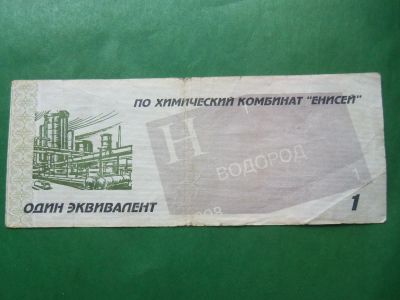 ПО ХИМИЧЕСКИЙ КОМБИНАТ "ЕНИСЕЙ"
Н
ВОДОРОД
1
ОДИН ЭКВИВАЛЕНТ
1